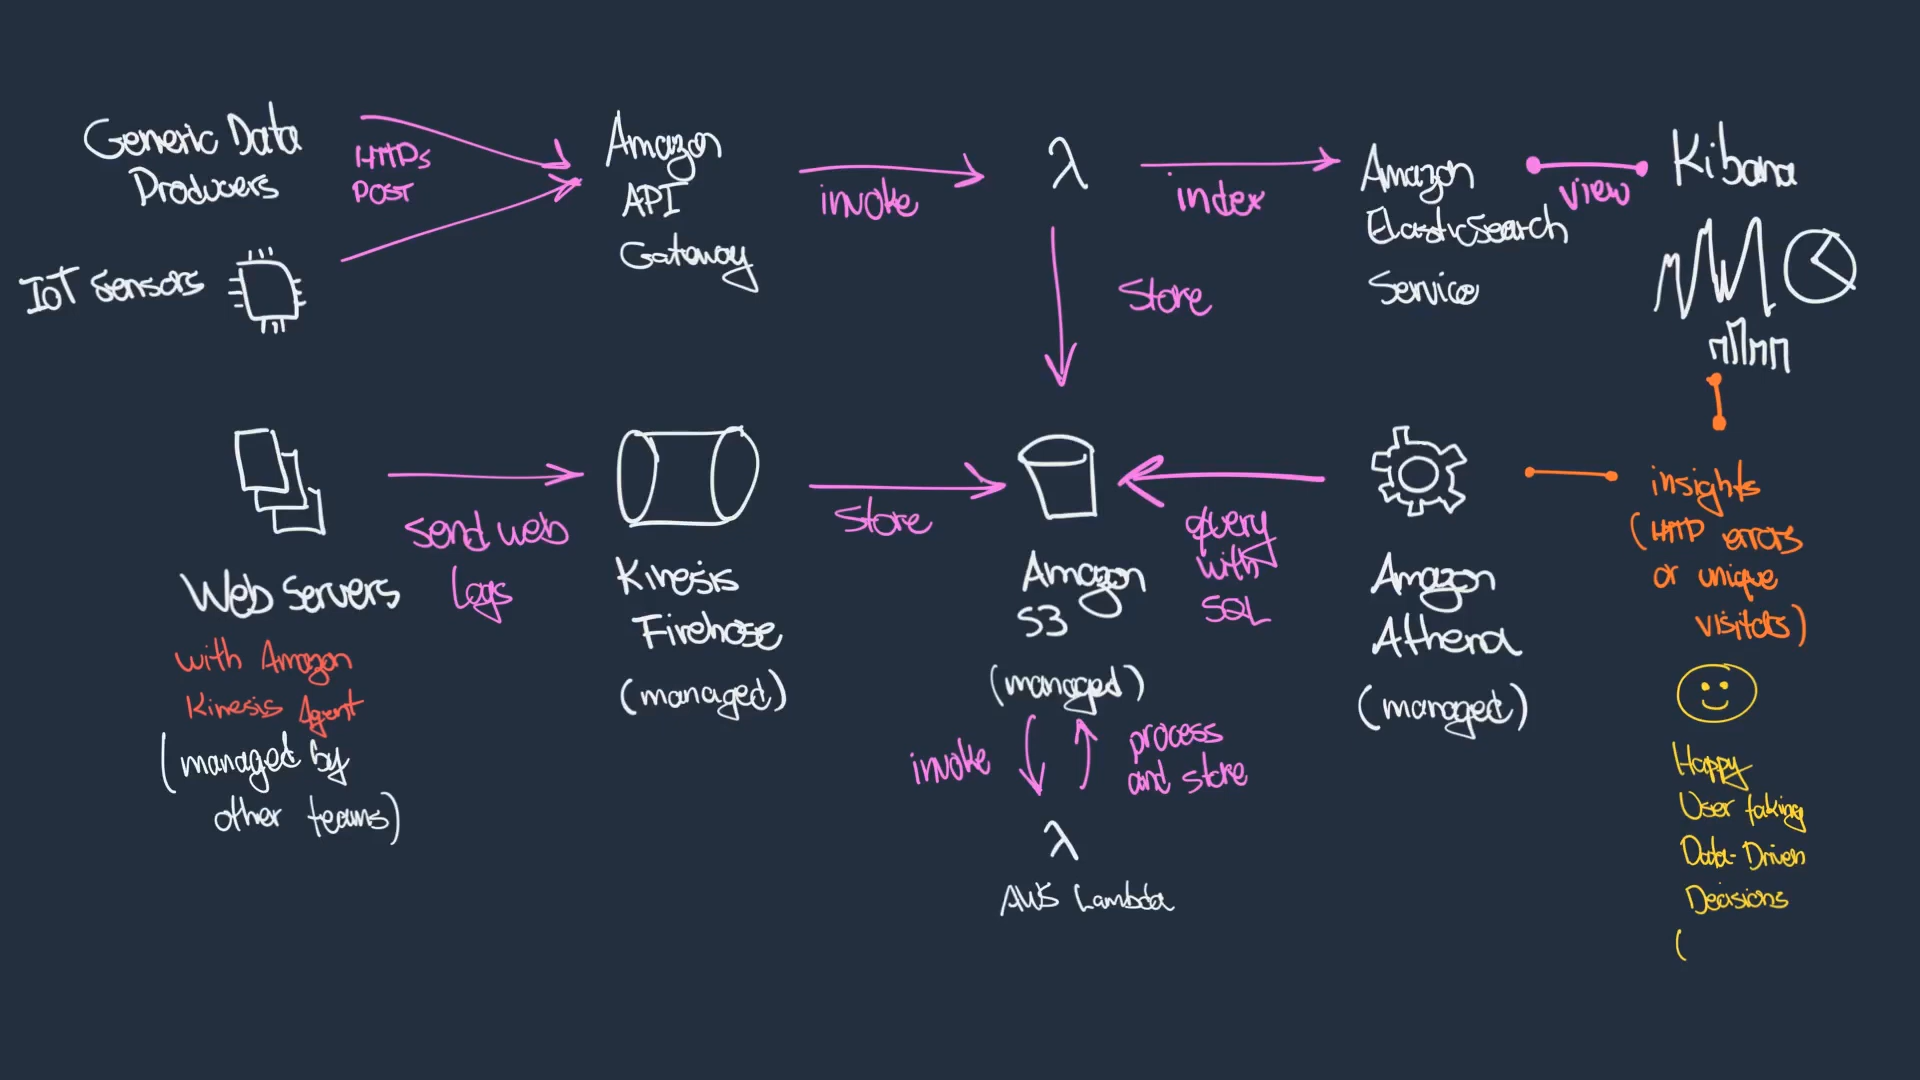 Generic Data
Producers
IoT Sensors
HTTPs
POST
Amazon
API
Gateway
invoke
λ
index
Store
Amazon
ElasticSearch
Service
view
Kibana
Web Servers
with Amazon
Kinesis Agent
(managed by
other teams)
send web
logs
Kinesis
Firehose
(managed)
Store
Amazon
S3
(managed)
invoke
process
and store
λ
AWS Lambda
query
with
SQL
Amazon
Athena
(managed)
insights
(HTTP errors
or unique
visitors)
Happy
User taking
Data-Driven
Decisions
(